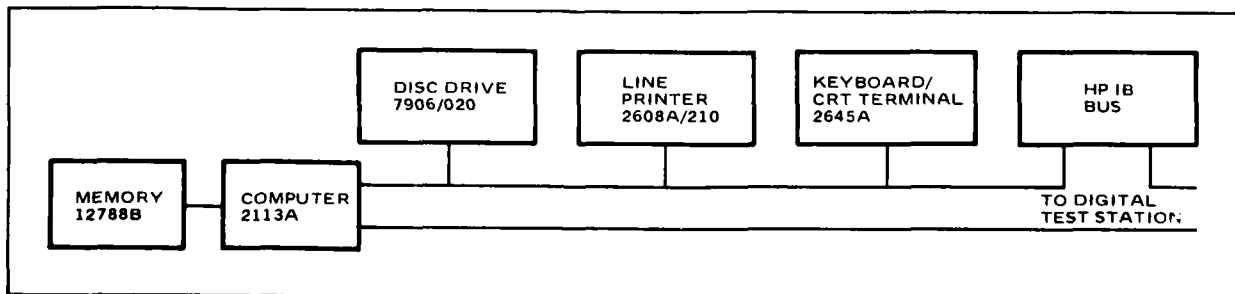 DISC DRIVE
7906/020
LINE
PRINTER
2608A/210
KEYBOARD/
CRT TERMINAL
2645A
HP IB
BUS
MEMORY
12788B
COMPUTER
2113A
TO DIGITAL
TEST STATION